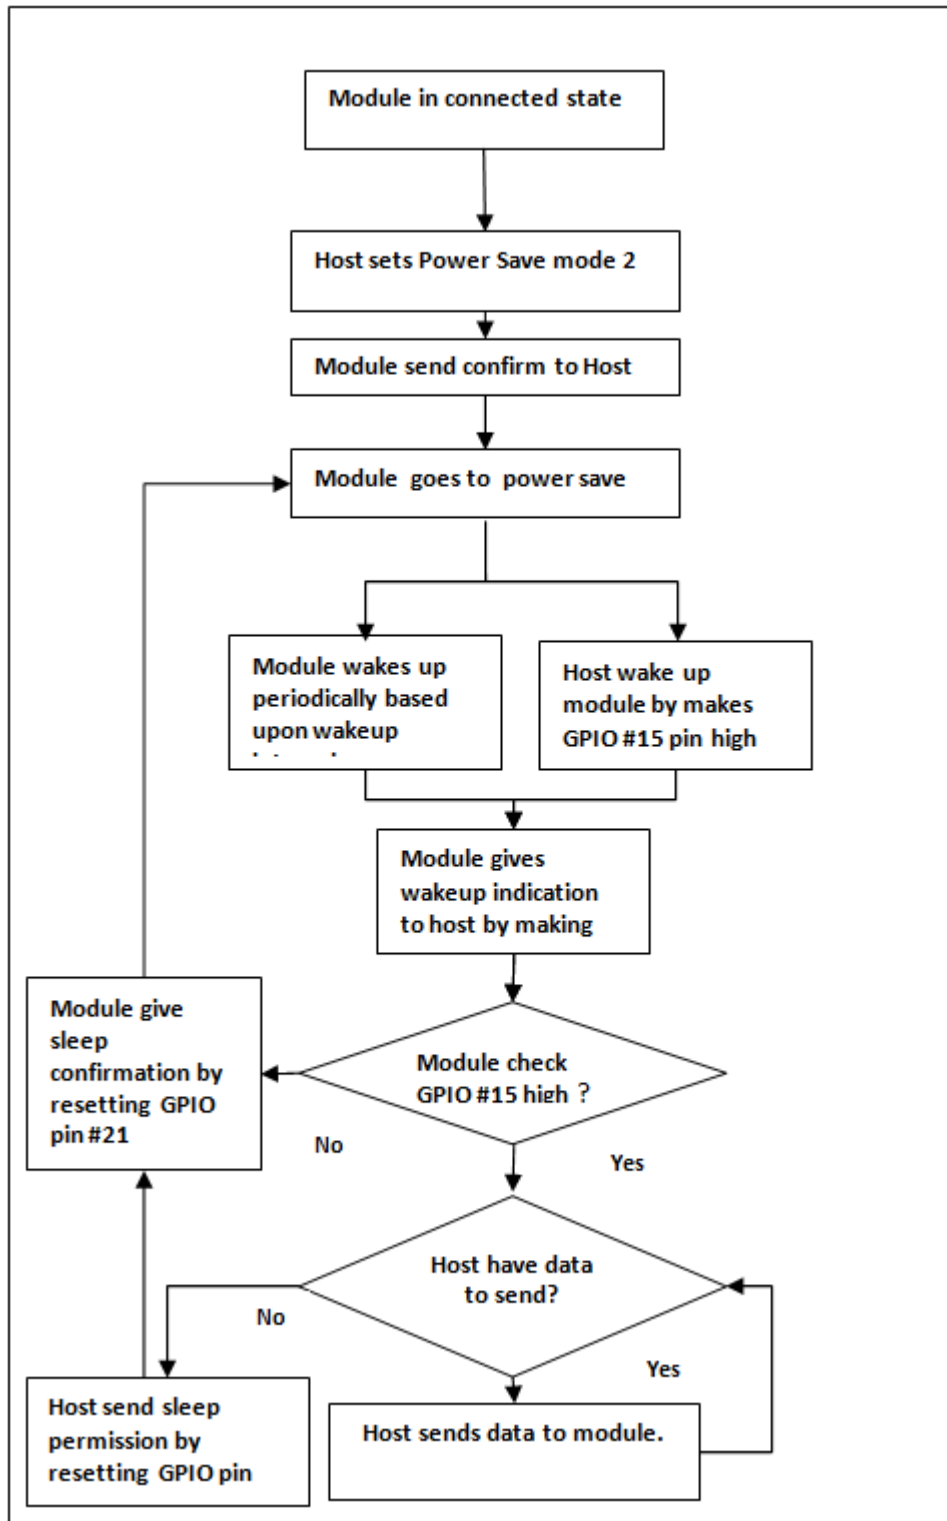 Module in connected state
Host sets Power Save mode 2
Module send confirm to Host
Module goes to power save
Module wakes up
periodically based
upon wakeup
Host wake up
module by makes
GPIO #15 pin high
Module gives
wakeup indication
to host by making
Module give
sleep
confirmation by
resetting GPIO
pin #21
Module check
GPIO #15 high ?
No
Yes
Host have data
to send?
No
Yes
Host send sleep
permission by
resetting GPIO pin
Host sends data to module.